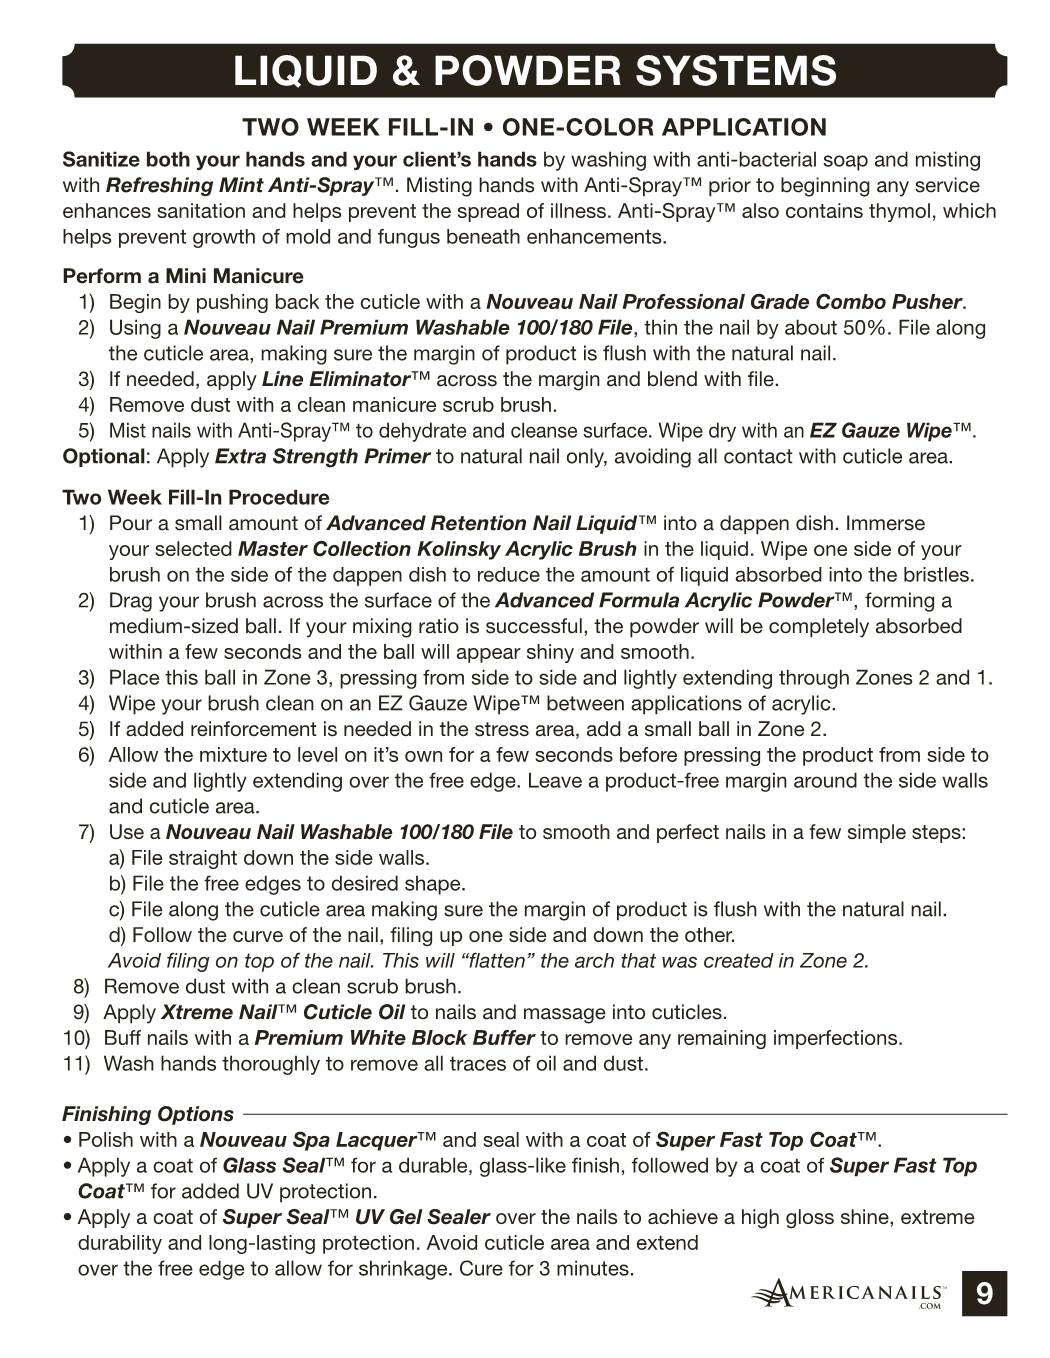 LIQUID & POWDER SYSTEMS
TWO WEEK FILL-IN • ONE-COLOR APPLICATION
Sanitize both your hands and your client's hands by washing with anti-bacterial soap and misting
with Refreshing Mint Anti-Spray™. Misting hands with Anti-Spray™ prior to beginning any service
enhances sanitation and helps prevent the spread of illness. Anti-Spray™ also contains thymol, which
helps prevent growth of mold and fungus beneath enhancements.
Perform a Mini Manicure
1) Begin by pushing back the cuticle with a Nouveau Nail Professional Grade Combo Pusher.
2) Using a Nouveau Nail Premium Washable 100/180 File, thin the nail by about 50%. File along
the cuticle area, making sure the margin of product is flush with the natural nail.
3) If needed, apply Line Eliminator™ across the margin and blend with file.
4) Remove dust with a clean manicure scrub brush.
5) Mist nails with Anti-Spray™ to dehydrate and cleanse surface. Wipe dry with an EZ Gauze Wipe™.
Optional: Apply Extra Strength Primer to natural nail only, avoiding all contact with cuticle area.
Two Week Fill-In Procedure
1) Pour a small amount of Advanced Retention Nail Liquid™ into a dappen dish. Immerse
your selected Master Collection Kolinsky Acrylic Brush in the liquid. Wipe one side of your
brush on the side of the dappen dish to reduce the amount of liquid absorbed into the bristles.
2) Drag your brush across the surface of the Advanced Formula Acrylic Powder™, forming a
medium-sized ball. If your mixing ratio is successful, the powder will be completely absorbed
within a few seconds and the ball will appear shiny and smooth.
3) Place this ball in Zone 3, pressing from side to side and lightly extending through Zones 2 and 1.
4) Wipe your brush clean on an EZ Gauze Wipe™ between applications of acrylic.
5) If added reinforcement is needed in the stress area, add a small ball in Zone 2.
6) Allow the mixture to level on it's own for a few seconds before pressing the product from side to
side and lightly extending over the free edge. Leave a product-free margin around the side walls
and cuticle area.
7) Use a Nouveau Nail Washable 100/180 File to smooth and perfect nails in a few simple steps:
a) File straight down the side walls.
b) File the free edges to desired shape.
c) File along the cuticle area making sure the margin of product is flush with the natural nail.
d) Follow the curve of the nail, filing up one side and down the other.
Avoid filing on top of the nail. This will "flatten" the arch that was created in Zone 2.
8) Remove dust with a clean scrub brush.
9) Apply Xtreme Nail™ Cuticle Oil to nails and massage into cuticles.
10) Buff nails with a Premium White Block Buffer to remove any remaining imperfections.
11) Wash hands thoroughly to remove all traces of oil and dust.
Finishing Options
• Polish with a Nouveau Spa Lacquer™ and seal with a coat of Super Fast Top Coat™.
• Apply a coat of Glass Seal™ for a durable, glass-like finish, followed by a coat of Super Fast Top
Coat™ for added UV protection.
• Apply a coat of Super Seal™ UV Gel Sealer over the nails to achieve a high gloss shine, extreme
durability and long-lasting protection. Avoid cuticle area and extend
over the free edge to allow for shrinkage. Cure for 3 minutes.
AMERICANAILS™
.COM
9